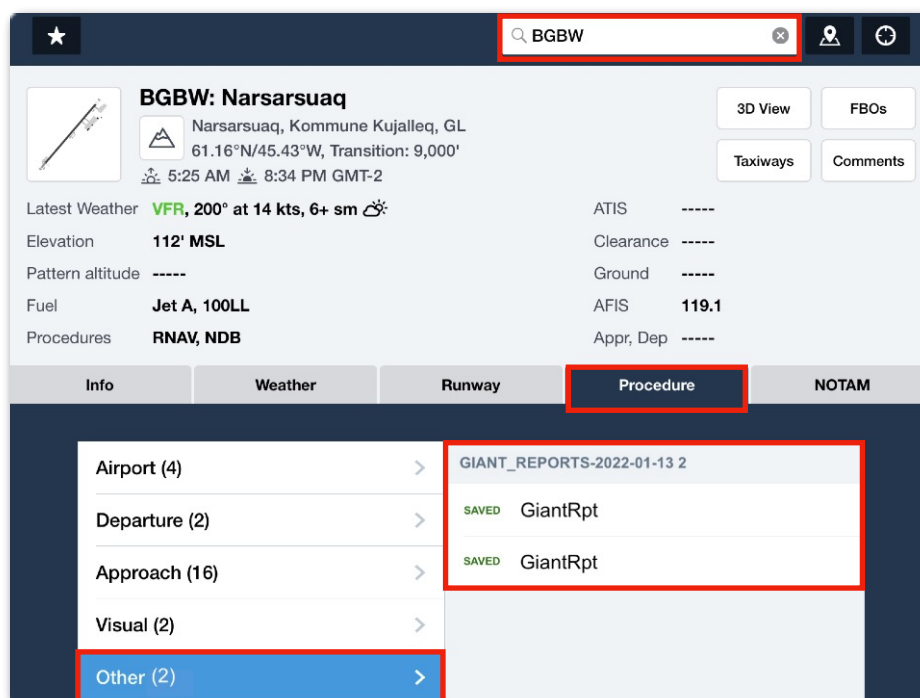 BGBW
BGBW: Narsarsuaq
Narsarsuaq, Kommune Kujalleq, GL
61.16°N/45.43°W, Transition: 9,000'
5:25 AM 8:34 PM GMT-2
3D View FBOs
Taxiways Comments
Latest Weather VFR, 200° at 14 kts, 6+ sm
ATIS -----
Elevation 112' MSL
Clearance -----
Pattern altitude -----
Ground -----
Fuel Jet A, 100LL
AFIS 119.1
Procedures RNAV, NDB
Appr, Dep -----
Info Weather Runway Procedure NOTAM
Airport (4)
Departure (2)
Approach (16)
Visual (2)
Other (2)
GIANT_REPORTS-2022-01-13 2
SAVED GiantRpt
SAVED GiantRpt